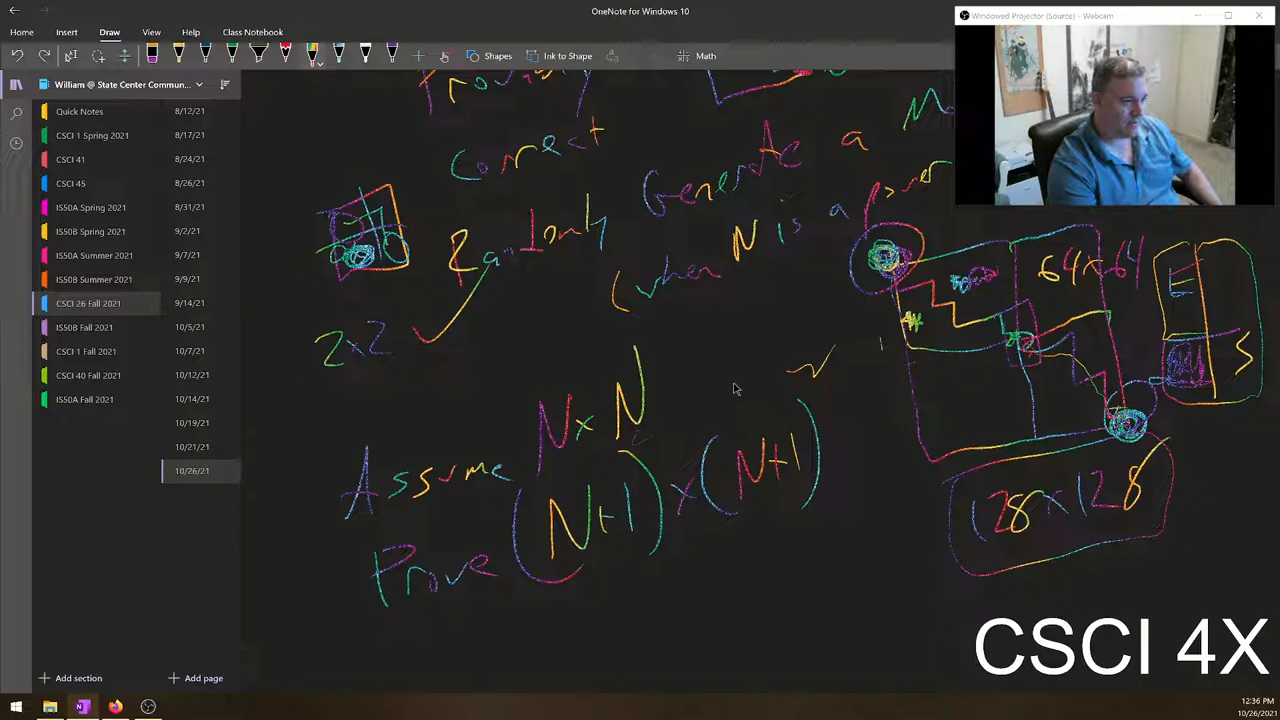 OneNote for Windows 10
Windowed Projector (Source) - Webcam
Home Insert Draw View Help Class Notebook
Shapes Ink to Shape Math
William @ State Center Commun...
Quick Notes
CSCI 1 Spring 2021
CSCI 41
CSCI 45
IS50A Spring 2021
IS50B Spring 2021
IS50A Summer 2021
IS50B Summer 2021
CSCI 26 Fall 2021
IS50B Fall 2021
CSCI 1 Fall 2021
CSCI 40 Fall 2021
IS50A Fall 2021
8/12/21
8/17/21
8/24/21
8/26/21
8/31/21
9/2/21
9/7/21
9/9/21
9/14/21
10/5/21
10/7/21
10/12/21
10/14/21
10/19/21
10/21/21
10/26/21
Add section
Add page
Correct
Randomly Generate a
(when N is a power
2x2
64x64
NxN
Assume
Prove (N+1) x (N+1)
128x128
E
S
CSCI 4X
12:36 PM
10/26/2021